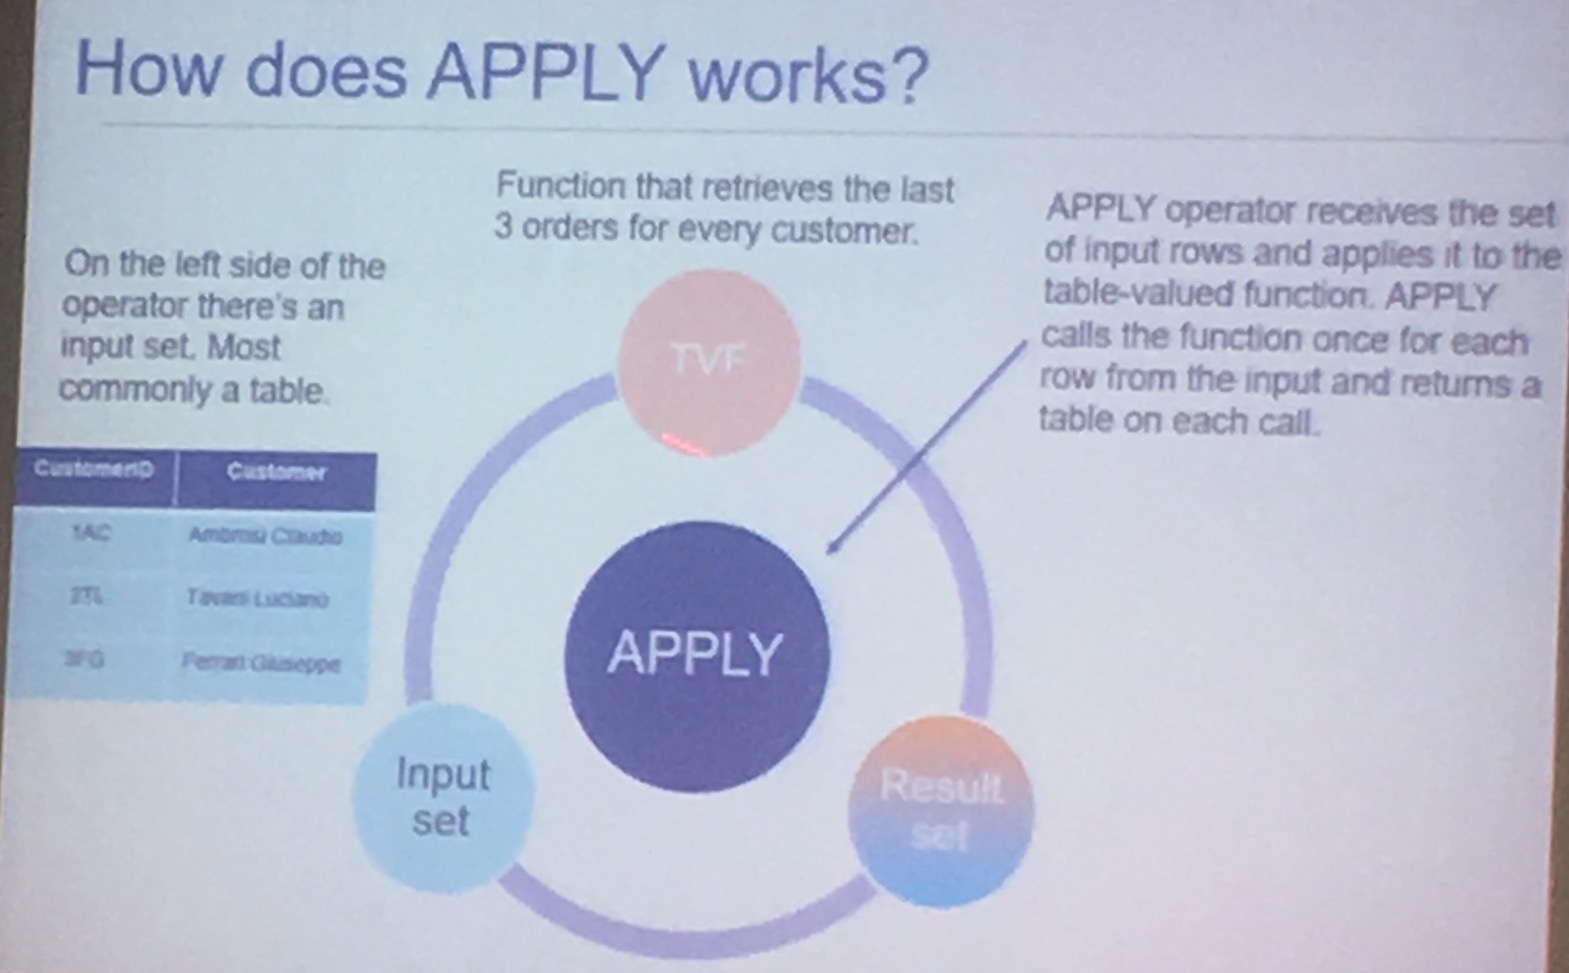 How does APPLY works?
Function that retrieves the last
3 orders for every customer.
APPLY operator receives the set
of input rows and applies it to the
table-valued function. APPLY
calls the function once for each
row from the input and returns a
table on each call.
On the left side of the
operator there's an
input set. Most
commonly a table.
TVF
CustomerID Customer
1AC Ambrosi Claudio
2TL Tavani Luciano
3FG Ferrari Giuseppe
APPLY
Input
set
Result
set